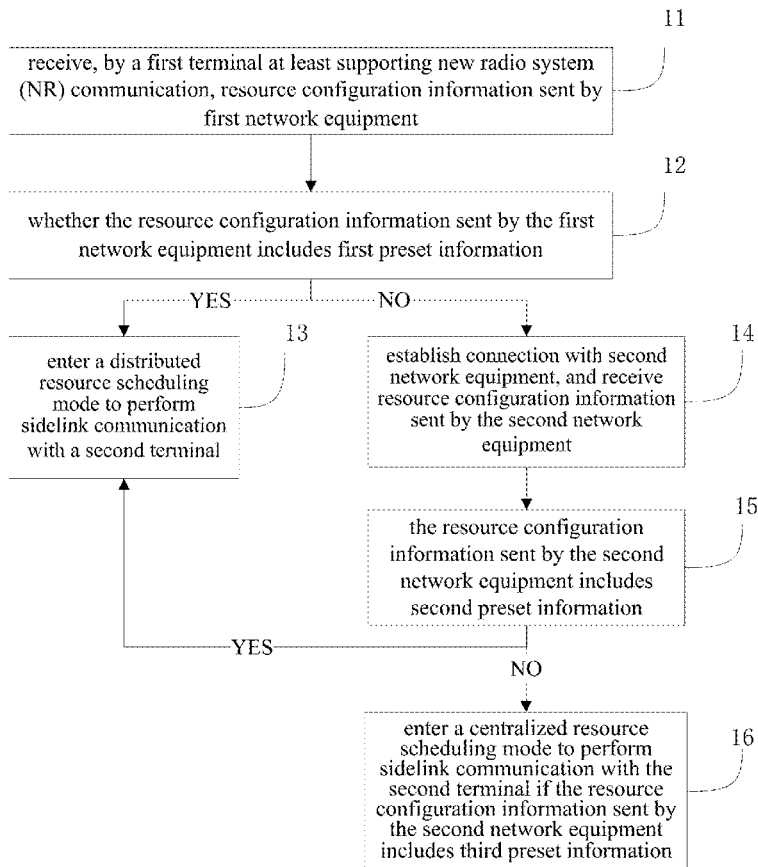 11
receive, by a first terminal at least supporting new radio system
(NR) communication, resource configuration information sent by
first network equipment
12
whether the resource configuration information sent by the first
network equipment includes first preset information
YES
NO
13
enter a distributed
resource scheduling
mode to perform
sidelink communication
with a second terminal
14
establish connection with second
network equipment, and receive
resource configuration information
sent by the second network
equipment
15
the resource configuration
information sent by the second
network equipment includes
second preset information
YES
NO
16
enter a centralized resource
scheduling mode to perform
sidelink communication with the
second terminal if the resource
configuration information sent by
the second network equipment
includes third preset information